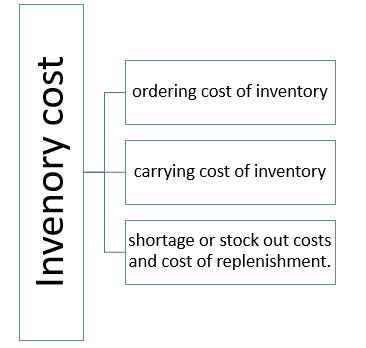 Invenory cost
ordering cost of inventory
carrying cost of inventory
shortage or stock out costs
and cost of replenishment.